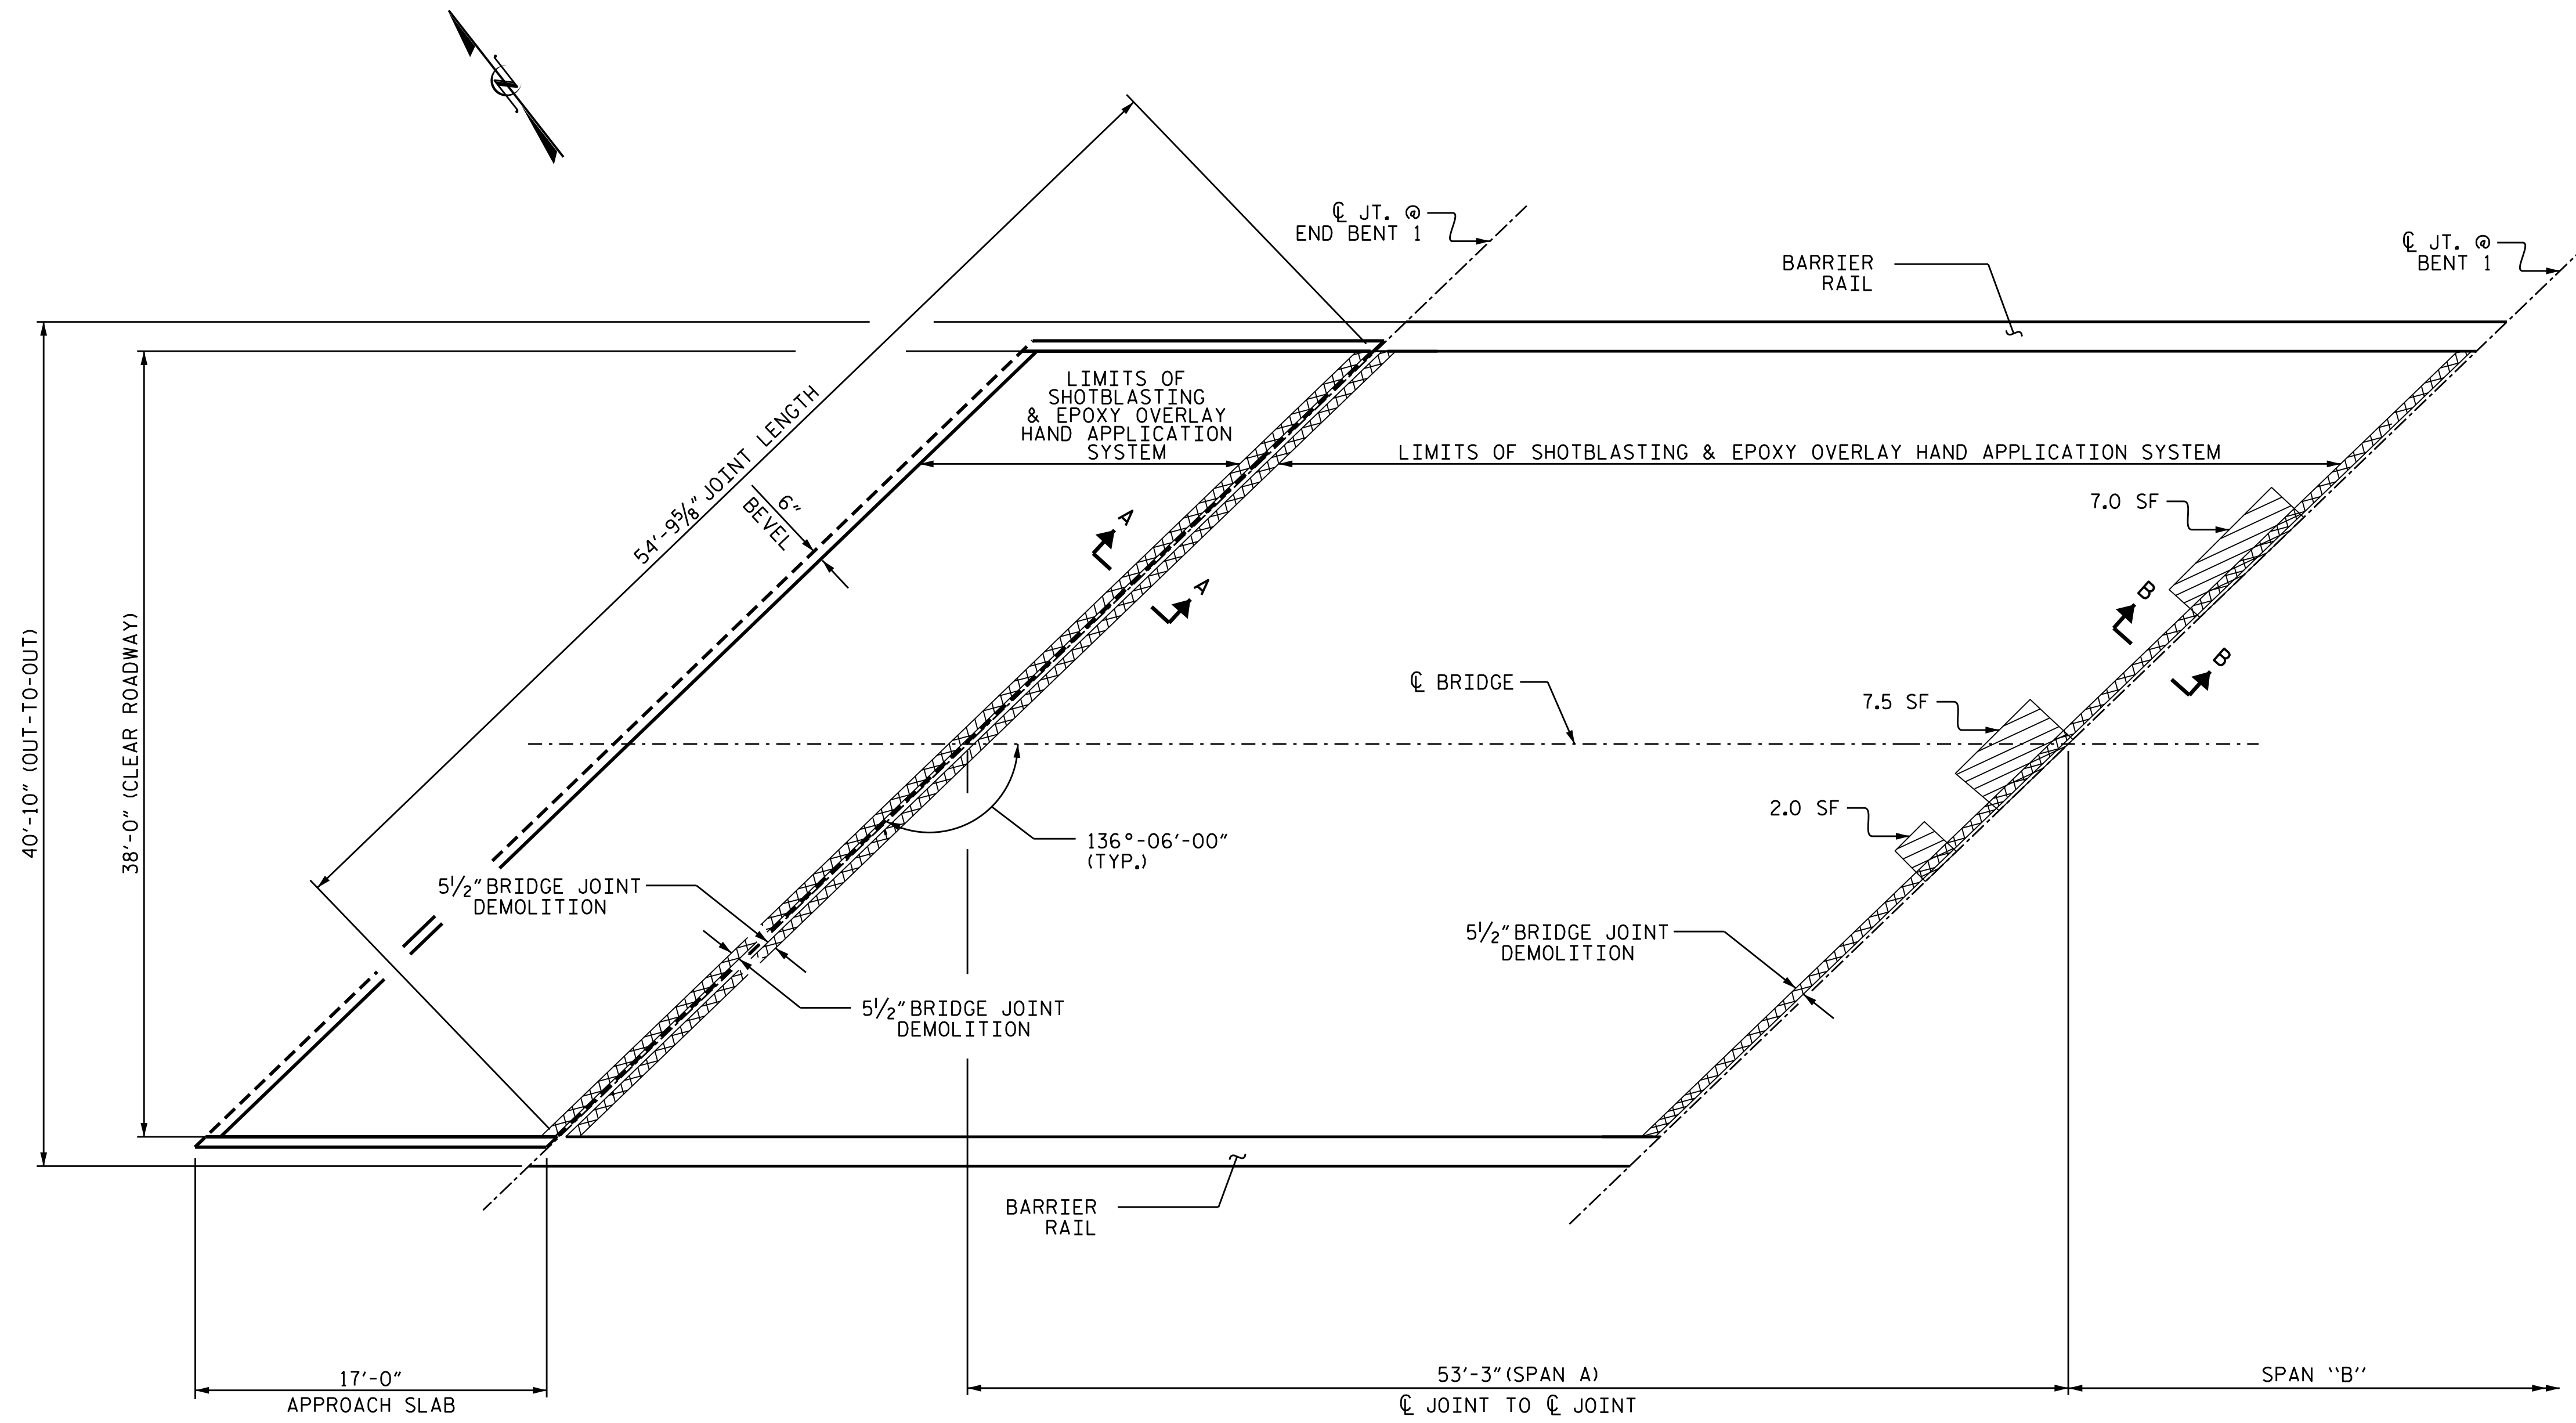 N
℄ JT. @
END BENT 1
℄ JT. @
BENT 1
BARRIER
RAIL
LIMITS OF
SHOTBLASTING
& EPOXY OVERLAY
HAND APPLICATION
SYSTEM
LIMITS OF SHOTBLASTING & EPOXY OVERLAY HAND APPLICATION SYSTEM
54'-9⅝" JOINT LENGTH
6"
BEVEL
7.0 SF
A
A
B
B
40'-10" (OUT-TO-OUT)
38'-0" (CLEAR ROADWAY)
℄ BRIDGE
7.5 SF
2.0 SF
136°-06'-00"
(TYP.)
5½" BRIDGE JOINT
DEMOLITION
5½" BRIDGE JOINT
DEMOLITION
5½" BRIDGE JOINT
DEMOLITION
BARRIER
RAIL
17'-0"
APPROACH SLAB
53'-3" (SPAN A)
℄ JOINT TO ℄ JOINT
SPAN ``B''